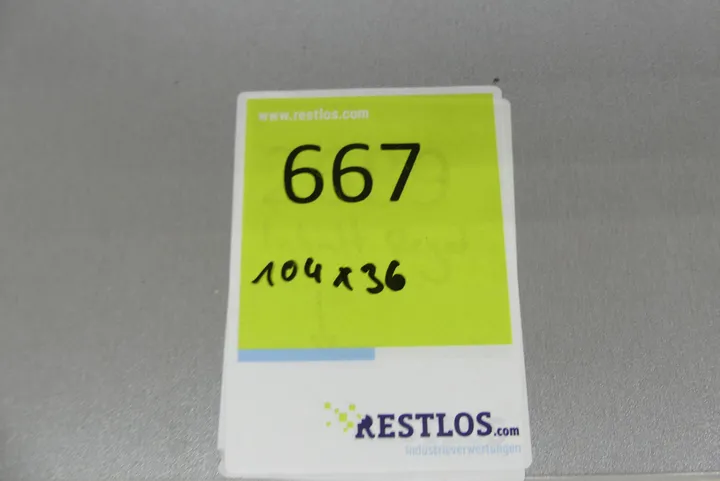 www.restlos.com
667
104 x 36
RESTLOS.com
industrieverwertungen